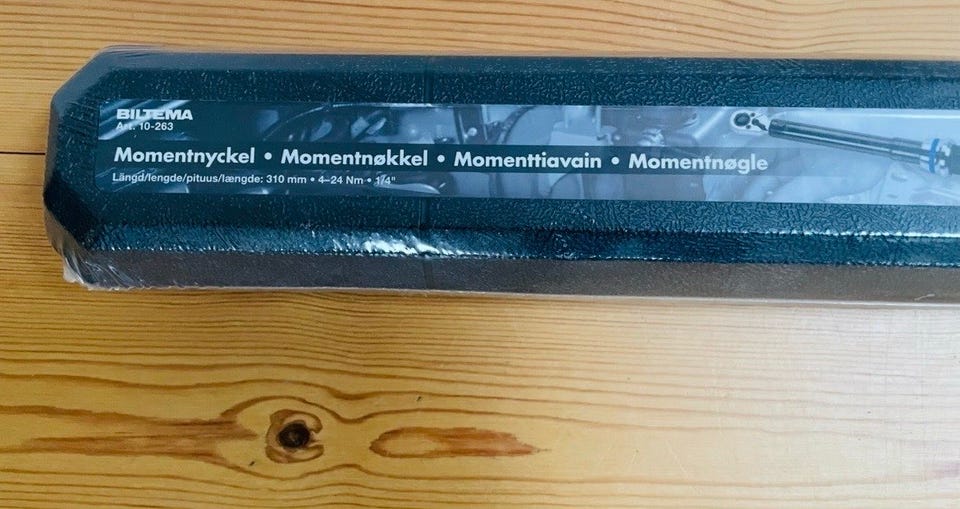 BILTEMA
Art. 10-263
Momentnyckel • Momentnøkkel • Momenttiavain • Momentnøgle
Längd/lengde/pituus/længde: 310 mm • 4–24 Nm • 1/4"